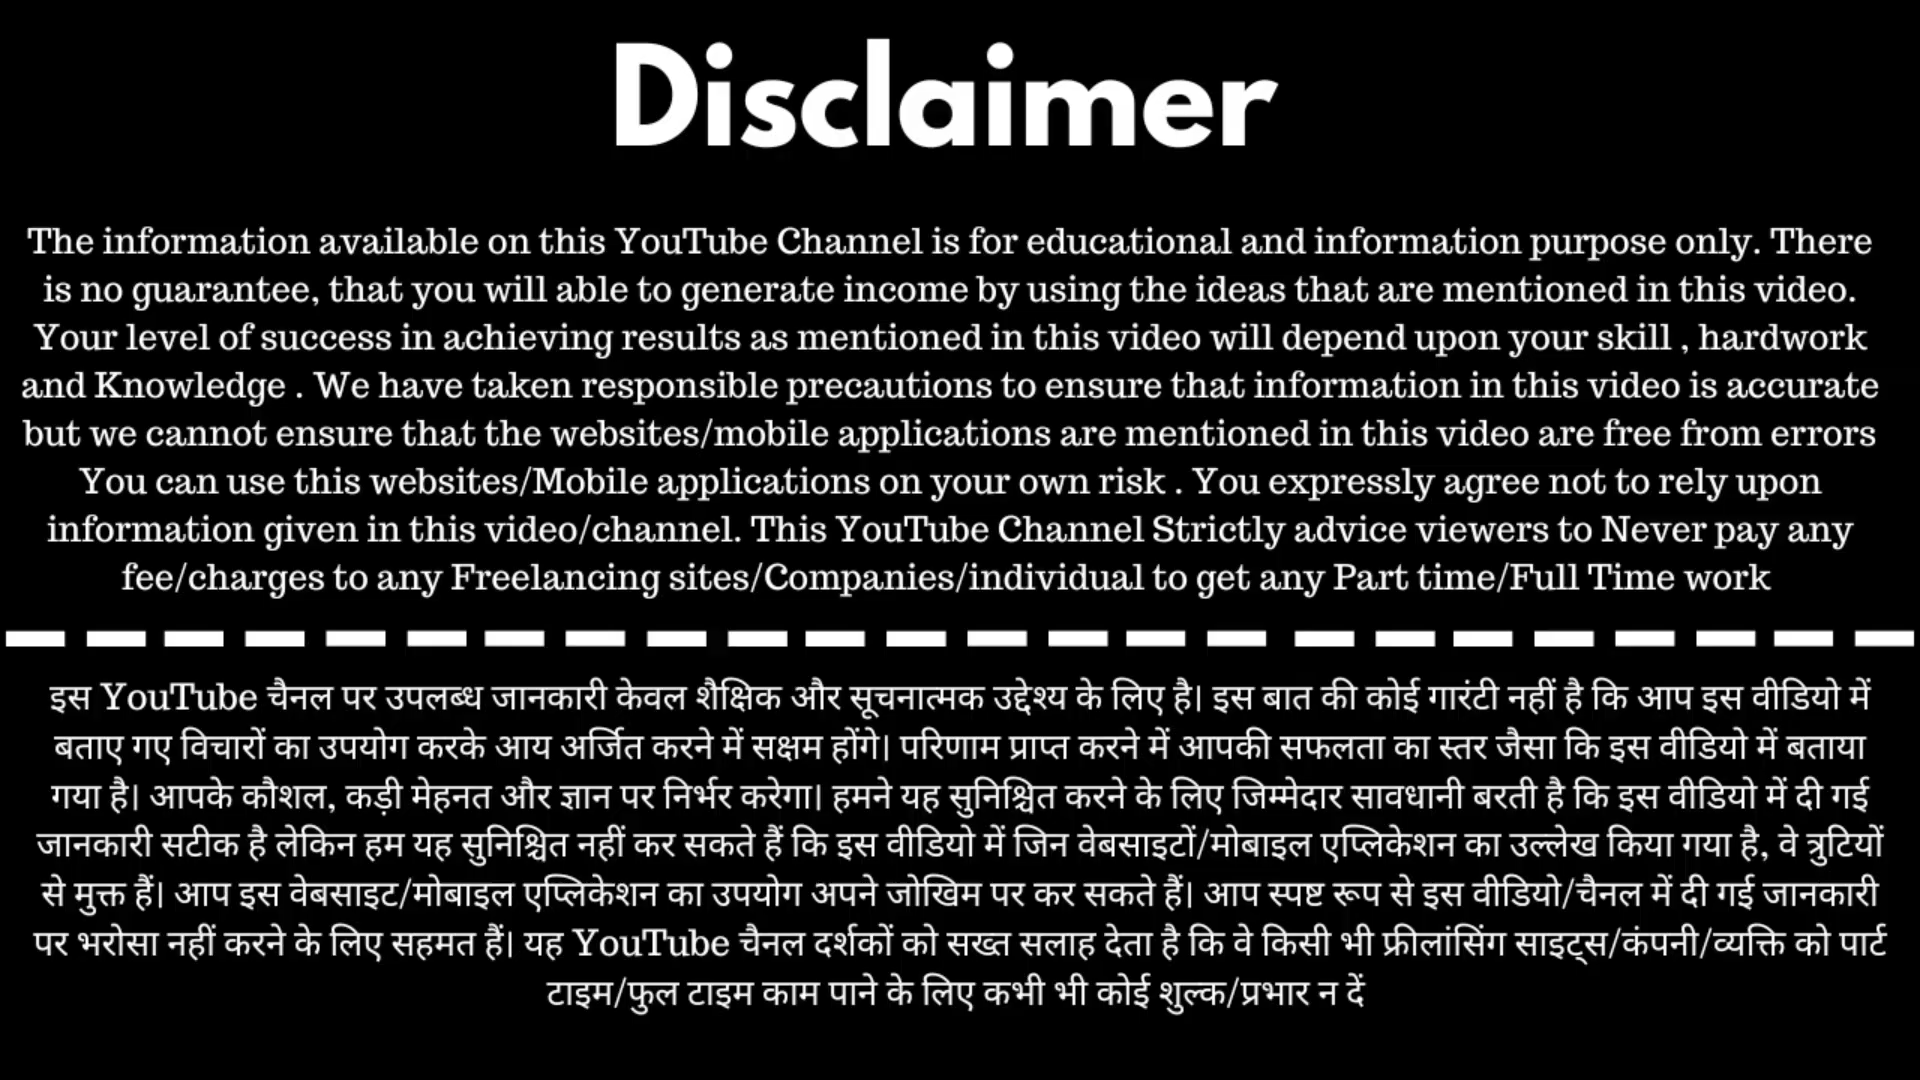 Disclaimer
The information available on this YouTube Channel is for educational and information purpose only. There
is no guarantee, that you will able to generate income by using the ideas that are mentioned in this video.
Your level of success in achieving results as mentioned in this video will depend upon your skill , hardwork
and Knowledge . We have taken responsible precautions to ensure that information in this video is accurate
but we cannot ensure that the websites/mobile applications are mentioned in this video are free from errors
You can use this websites/Mobile applications on your own risk . You expressly agree not to rely upon
information given in this video/channel. This YouTube Channel Strictly advice viewers to Never pay any
fee/charges to any Freelancing sites/Companies/individual to get any Part time/Full Time work
इस YouTube चैनल पर उपलब्ध जानकारी केवल शैक्षिक और सूचनात्मक उद्देश्य के लिए है। इस बात की कोई गारंटी नहीं है कि आप इस वीडियो में
बताए गए विचारों का उपयोग करके आय अर्जित करने में सक्षम होंगे। परिणाम प्राप्त करने में आपकी सफलता का स्तर जैसा कि इस वीडियो में बताया
गया है। आपके कौशल, कड़ी मेहनत और ज्ञान पर निर्भर करेगा। हमने यह सुनिश्चित करने के लिए जिम्मेदार सावधानी बरती है कि इस वीडियो में दी गई
जानकारी सटीक है लेकिन हम यह सुनिश्चित नहीं कर सकते हैं कि इस वीडियो में जिन वेबसाइटों/मोबाइल एप्लिकेशन का उल्लेख किया गया है, वे त्रुटियों
से मुक्त हैं। आप इस वेबसाइट/मोबाइल एप्लिकेशन का उपयोग अपने जोखिम पर कर सकते हैं। आप स्पष्ट रूप से इस वीडियो/चैनल में दी गई जानकारी
पर भरोसा नहीं करने के लिए सहमत हैं। यह YouTube चैनल दर्शकों को सख्त सलाह देता है कि वे किसी भी फ्रीलांसिंग साइट्स/कंपनी/व्यक्ति को पार्ट
टाइम/फुल टाइम काम पाने के लिए कभी भी कोई शुल्क/प्रभार न दें